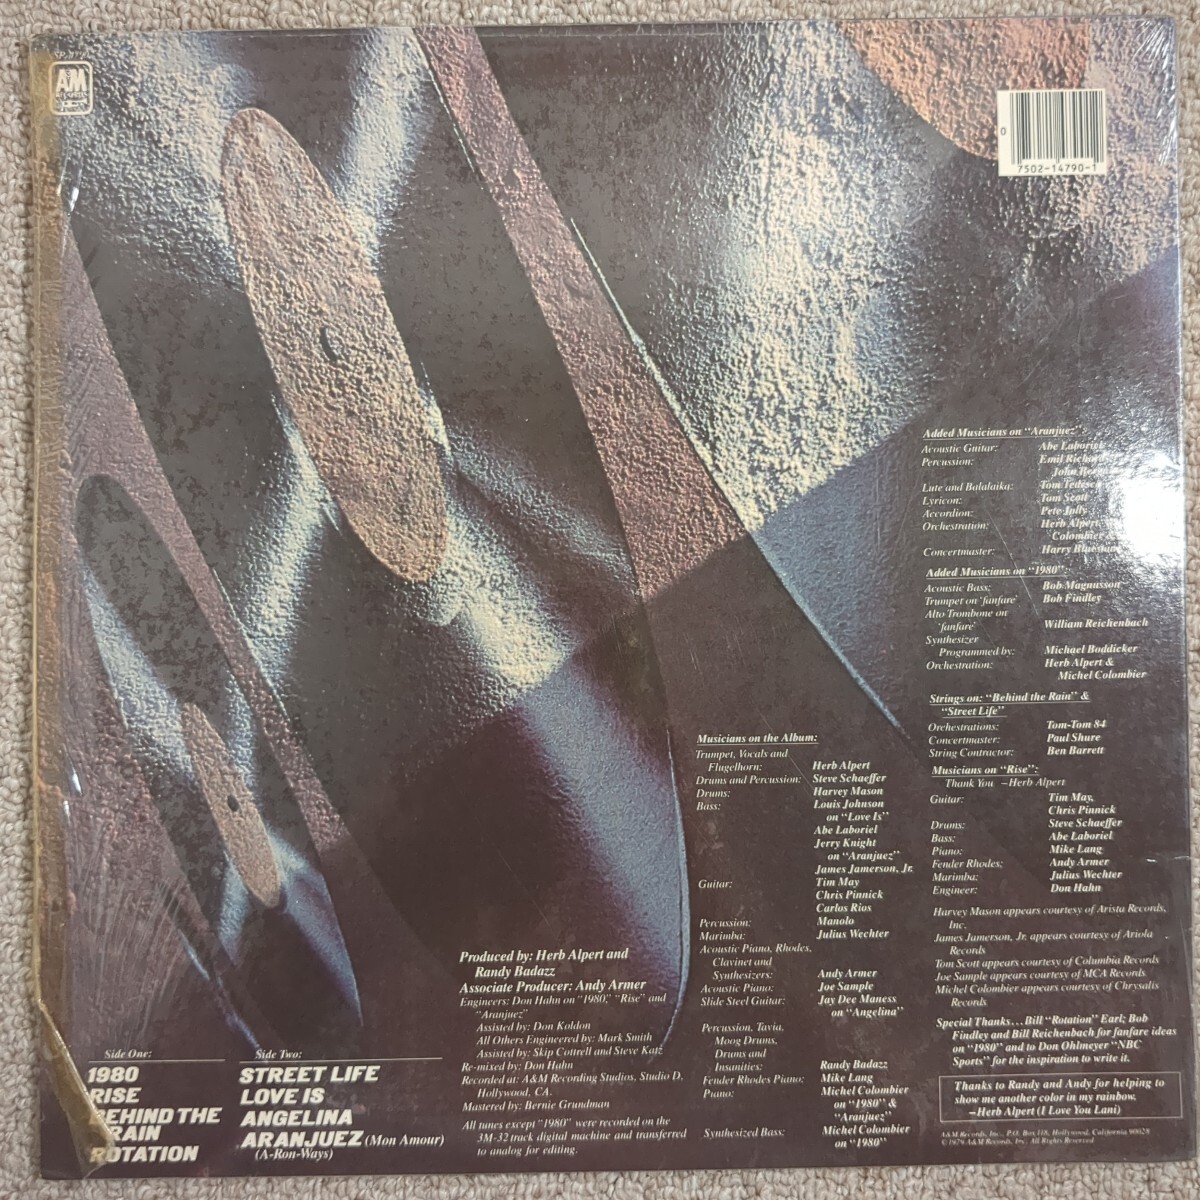 A&M
0
7502-14790-1
Side One:
1980
RISE
BEHIND THE
RAIN
ROTATION
Side Two:
STREET LIFE
LOVE IS
ANGELINA
ARANJUEZ (Mon Amour)
(A-Ron-Ways)
Produced by: Herb Alpert and
Randy Badazz
Associate Producer: Andy Armer
Engineers: Don Hahn on "1980," "Rise" and
"Aranjuez"
Assisted by: Don Koldon
All Others Engineered by: Mark Smith
Assisted by: Skip Cottrell and Steve Katz
Re-mixed by: Don Hahn
Recorded at: A&M Recording Studios, Studio D,
Hollywood, CA.
Mastered by: Bernie Grundman
All tunes except "1980" were recorded on the
3M-32 track digital machine and transferred
to analog for editing.
Musicians on the Album:
Trumpet, Vocals and
Flugelhorn: Herb Alpert
Drums and Percussion: Steve Schaeffer
Drums: Harvey Mason
Bass: Louis Johnson
on "Love Is"
Abe Laboriel
Jerry Knight
on "Aranjuez"
James Jamerson, Jr.
Guitar: Tim May
Chris Pinnick
Carlos Rios
Percussion: Manolo
Marimba: Julius Wechter
Acoustic Piano, Rhodes,
Clavinet and
Synthesizers: Andy Armer
Acoustic Piano: Joe Sample
Slide Steel Guitar: Jay Dee Maness
on "Angelina"
Percussion, Tavia,
Moog Drums,
Drums and
Insanities: Randy Badazz
Fender Rhodes Piano: Mike Lang
Piano: Michel Colombier
on "1980" &
"Aranjuez"
Synthesized Bass: Michel Colombier
on "1980"
Added Musicians on "Aranjuez":
Acoustic Guitar: Abe Laboriel
Percussion: Emil
John
Lute and Balalaika: Tom Tedesco
Lyricon: Tom Scott
Accordion: Pete Jolly
Orchestration: Herb Alpert
Colombier &
Concertmaster: Harry
Added Musicians on "1980":
Acoustic Bass: Bob Magnusson
Trumpet on 'fanfare' Bob Findley
Alto Trombone on
'fanfare' William Reichenbach
Synthesizer
Programmed by: Michael Boddicker
Orchestration: Herb Alpert &
Michel Colombier
Strings on: "Behind the Rain" &
"Street Life"
Orchestrations: Tom-Tom 84
Concertmaster: Paul Shure
String Contractor: Ben Barrett
Musicians on "Rise":
Thank You –Herb Alpert
Guitar: Tim May,
Chris Pinnick
Drums: Steve Schaeffer
Bass: Abe Laboriel
Piano: Mike Lang
Fender Rhodes: Andy Armer
Marimba: Julius Wechter
Engineer: Don Hahn
Harvey Mason appears courtesy of Arista Records,
Inc.
James Jamerson, Jr. appears courtesy of Ariola
Records
Tom Scott appears courtesy of Columbia Records
Joe Sample appears courtesy of MCA Records
Michel Colombier appears courtesy of Chrysalis
Records
Special Thanks...Bill "Rotation" Earl; Bob
Findley and Bill Reichenbach for fanfare ideas
on "1980" and to Don Ohlmeyer "NBC
Sports" for the inspiration to write it.
Thanks to Randy and Andy for helping to
show me another color in my rainbow.
–Herb Alpert (I Love You Lani)
A&M Records, Inc., P.O. Box 118, Hollywood, California 90028
© 1979 A&M Records, Inc. All Rights Reserved